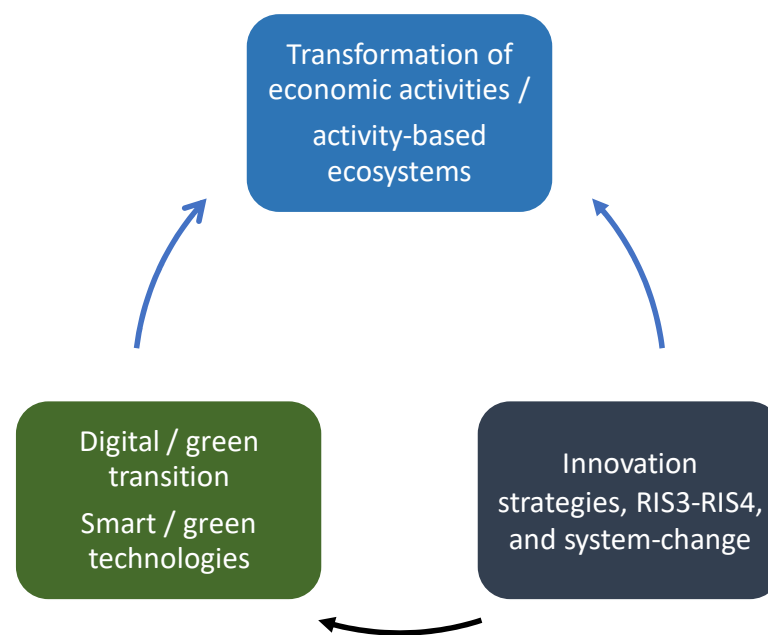 Transformation of
economic activities /
activity-based
ecosystems
Digital / green
transition
Smart / green
technologies
Innovation
strategies, RIS3-RIS4,
and system-change